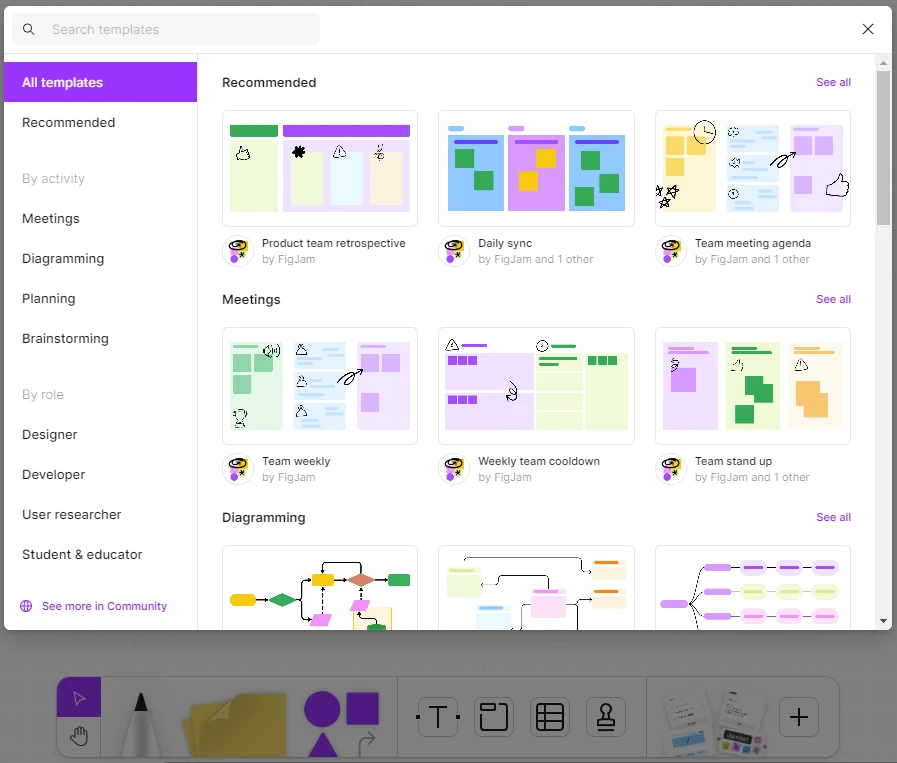 Search templates
All templates
Recommended
By activity
Meetings
Diagramming
Planning
Brainstorming
By role
Designer
Developer
User researcher
Student & educator
See more in Community
Recommended
See all
Product team retrospective
by FigJam
Daily sync
by FigJam and 1 other
Team meeting agenda
by FigJam and 1 other
Meetings
See all
Team weekly
by FigJam
Weekly team cooldown
by FigJam
Team stand up
by FigJam and 1 other
Diagramming
See all
T